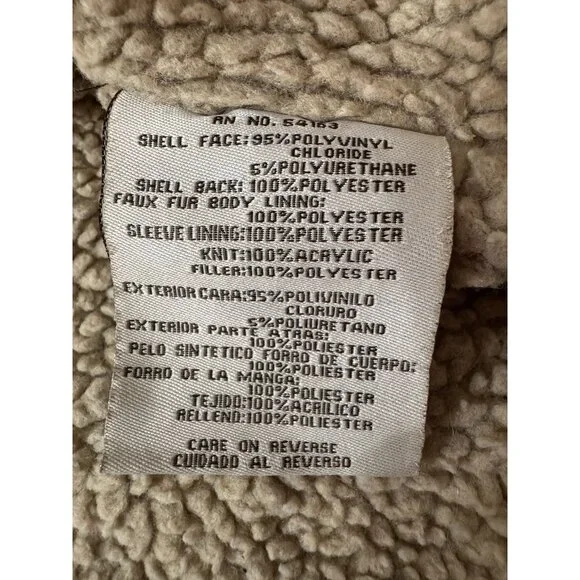 RN NO. 54163
SHELL FACE:95%POLYVINYL
CHLORIDE
5%POLYURETHANE
SHELL BACK:100%POLYESTER
FAUX FUR BODY LINING:
100%POLYESTER
SLEEVE LINING:100%POLYESTER
KNIT:100%ACRYLIC
FILLER:100%POLYESTER
EXTERIOR CARA:95%POLIVINILO
CLORURO
5%POLIURETANO
EXTERIOR PARTE ATRAS:
100%POLIESTER
PELO SINTETICO FORRO DE CUERPO:
100%POLIESTER
FORRO DE LA MANGA:
100%POLIESTER
TEJIDO:100%ACRILICO
RELLENO:100%POLIESTER
CARE ON REVERSE
CUIDADO AL REVERSO